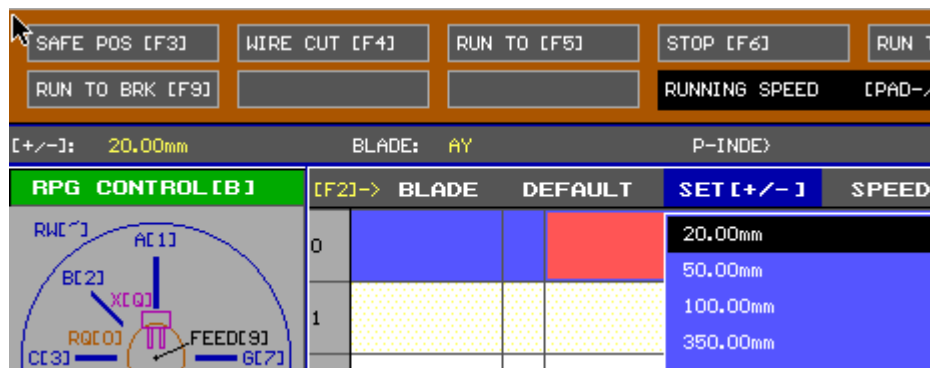 SAFE POS [F3] WIRE CUT [F4] RUN TO [F5] STOP [F6] RUN
RUN TO BRK [F9] RUNNING SPEED [PAD-/
[+/-]: 20.00mm BLADE: AY P-INDE>
RPG CONTROL[B] [F2]-> BLADE DEFAULT SET[+/-] SPEED
RW[⤴] A[1] 0 20.00mm
B[2] 50.00mm
X[Q] 1 100.00mm
RQ[0] FEED[9] 350.00mm
C[3] G[7]